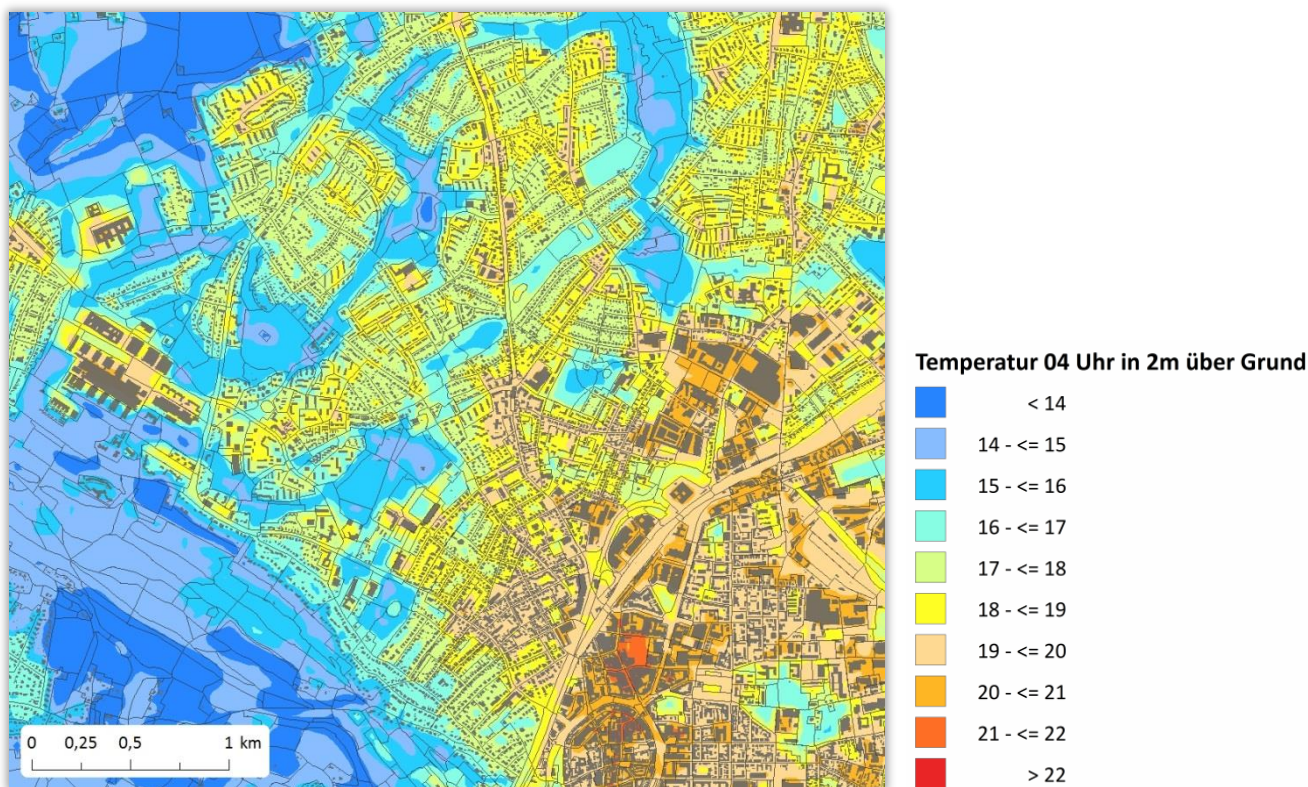 Temperatur 04 Uhr in 2m über Grund
< 14
14 - <= 15
15 - <= 16
16 - <= 17
17 - <= 18
18 - <= 19
19 - <= 20
20 - <= 21
21 - <= 22
> 22
0 0,25 0,5 1 km